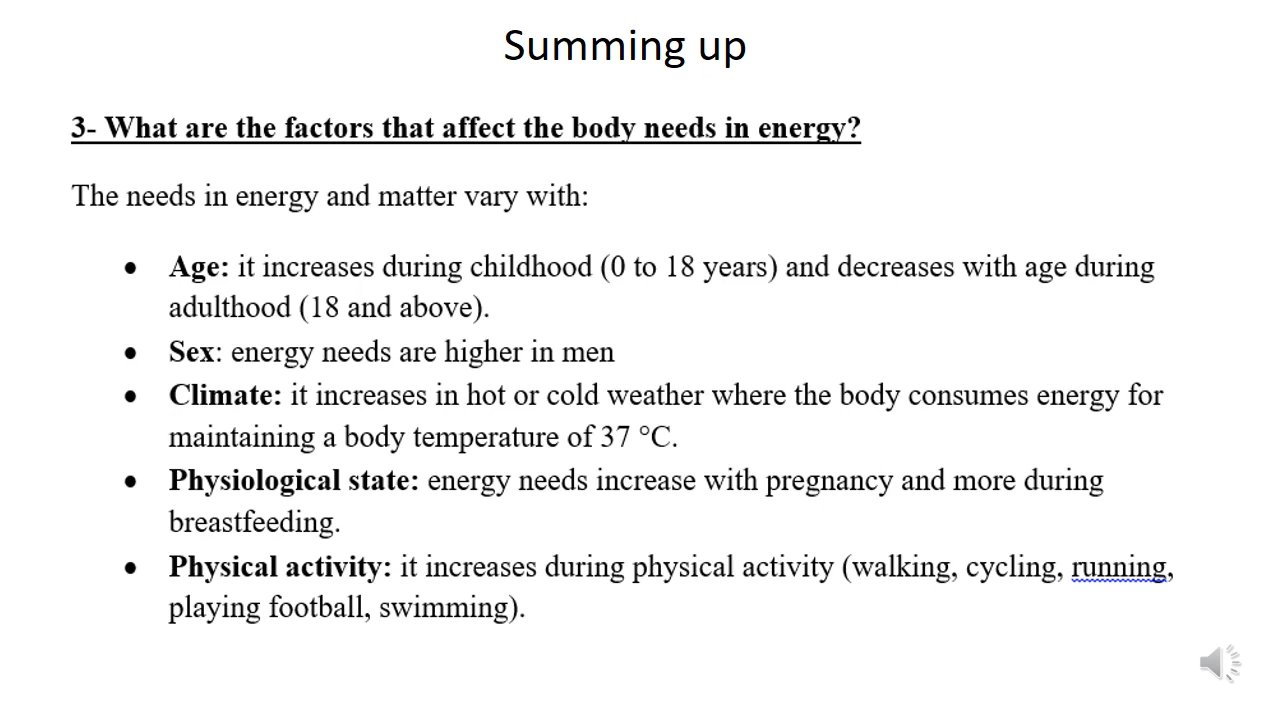 Summing up
3- What are the factors that affect the body needs in energy?
The needs in energy and matter vary with:
• Age: it increases during childhood (0 to 18 years) and decreases with age during
adulthood (18 and above).
• Sex: energy needs are higher in men
• Climate: it increases in hot or cold weather where the body consumes energy for
maintaining a body temperature of 37 °C.
• Physiological state: energy needs increase with pregnancy and more during
breastfeeding.
• Physical activity: it increases during physical activity (walking, cycling, running,
playing football, swimming).